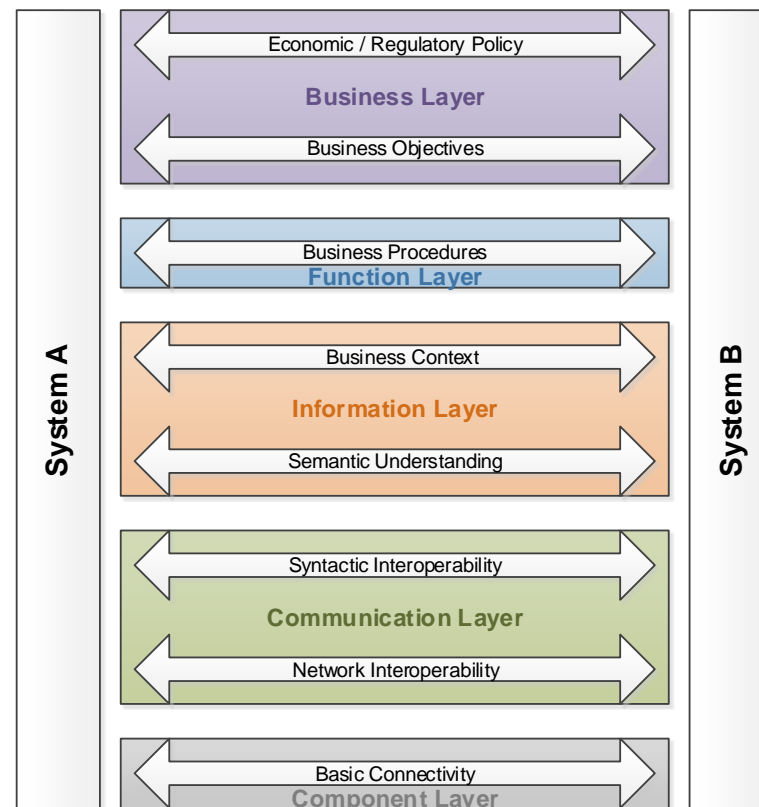 System A
Economic / Regulatory Policy
Business Layer
Business Objectives
Business Procedures
Function Layer
Business Context
Information Layer
Semantic Understanding
Syntactic Interoperability
Communication Layer
Network Interoperability
Basic Connectivity
Component Layer
System B